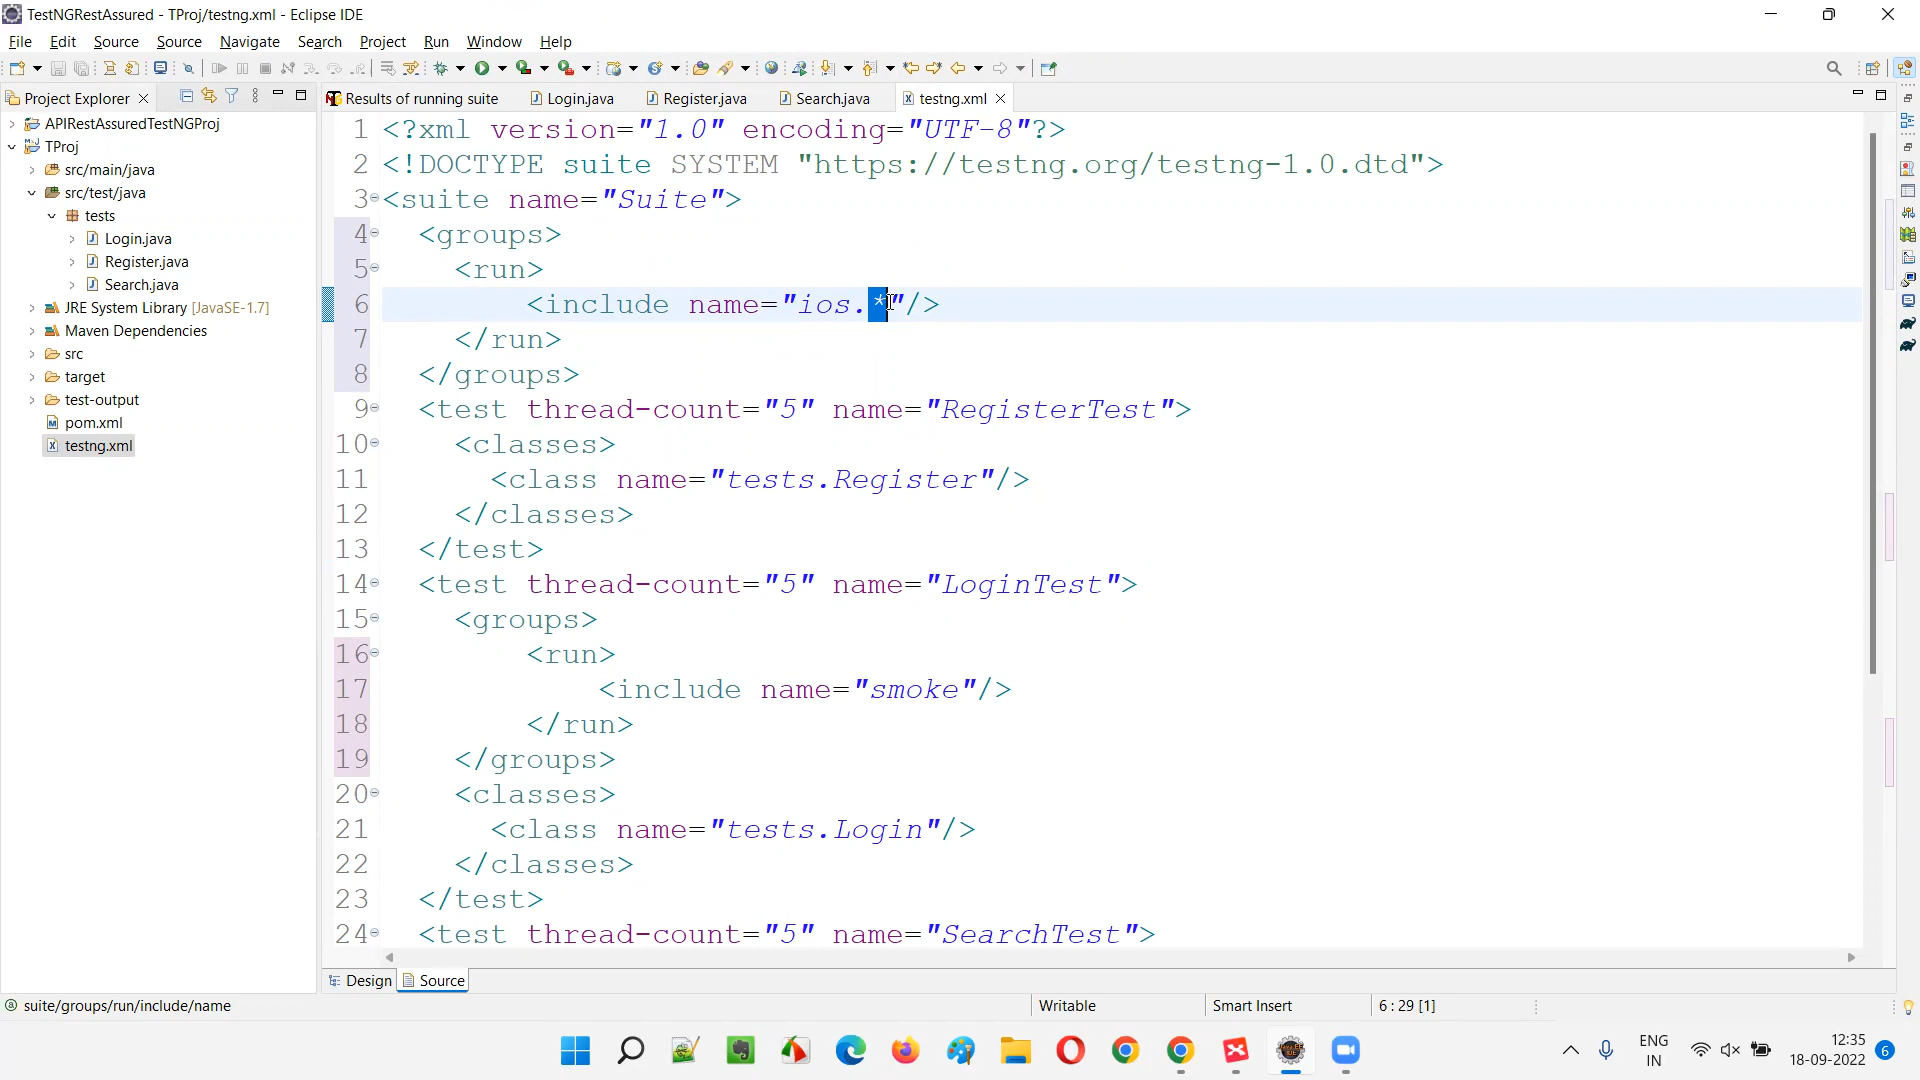 TestNGRestAssured - TProj/testng.xml - Eclipse IDE
File Edit Source Source Navigate Search Project Run Window Help
Project Explorer
APIRestAssuredTestNGProj
TProj
src/main/java
src/test/java
tests
Login.java
Register.java
Search.java
JRE System Library [JavaSE-1.7]
Maven Dependencies
src
target
test-output
pom.xml
testng.xml
Results of running suite Login.java Register.java Search.java testng.xml
1 <?xml version="1.0" encoding="UTF-8"?>
2 <!DOCTYPE suite SYSTEM "https://testng.org/testng-1.0.dtd">
3 <suite name="Suite">
4 <groups>
5 <run>
6 <include name="ios.*"/>
7 </run>
8 </groups>
9 <test thread-count="5" name="RegisterTest">
10 <classes>
11 <class name="tests.Register"/>
12 </classes>
13 </test>
14 <test thread-count="5" name="LoginTest">
15 <groups>
16 <run>
17 <include name="smoke"/>
18 </run>
19 </groups>
20 <classes>
21 <class name="tests.Login"/>
22 </classes>
23 </test>
24 <test thread-count="5" name="SearchTest">
Design Source
suite/groups/run/include/name Writable Smart Insert 6 : 29 [1]
ENG
IN
12:35
18-09-2022
6